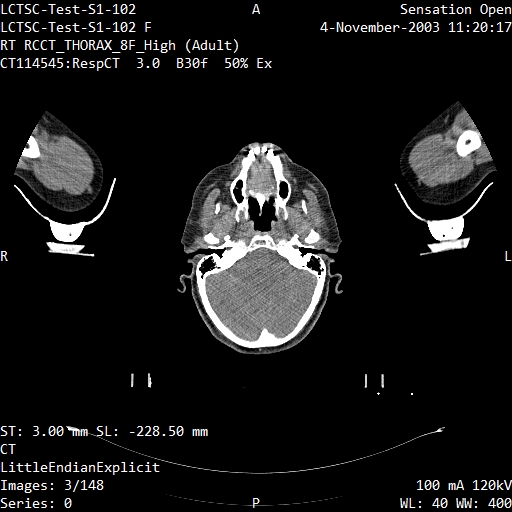 LCTSC-Test-S1-102
A
Sensation Open
LCTSC-Test-S1-102 F
4-November-2003 11:20:17
RT RCCT_THORAX_8F_High (Adult)
CT114545:RespCT 3.0 B30f 50% Ex
R
L
ST: 3.00 mm SL: -228.50 mm
CT
LittleEndianExplicit
Images: 3/148
100 mA 120kV
Series: 0
P
WL: 40 WW: 400